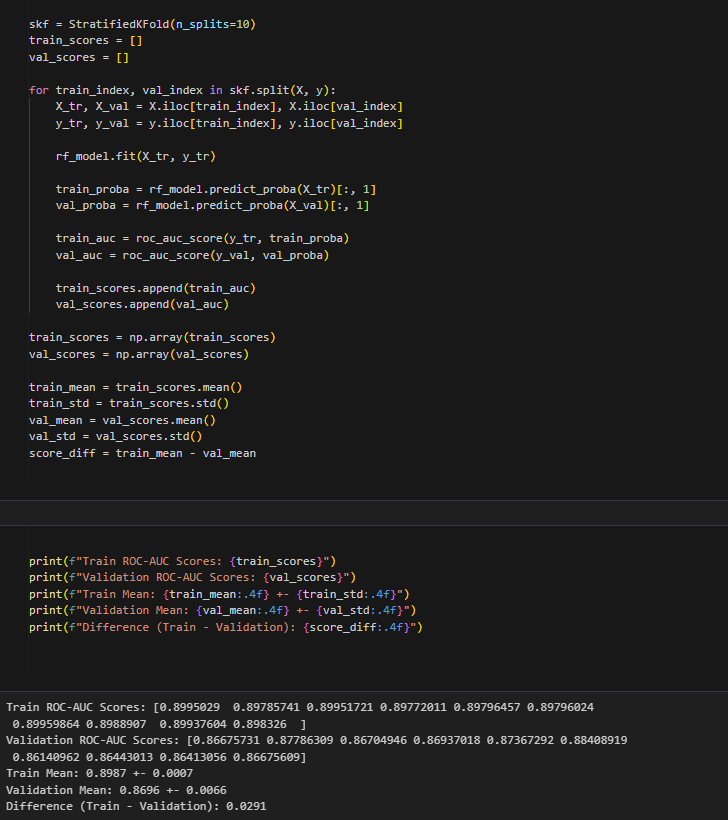 skf = StratifiedKFold(n_splits=10)
train_scores = []
val_scores = []
for train_index, val_index in skf.split(X, y):
    X_tr, X_val = X.iloc[train_index], X.iloc[val_index]
    y_tr, y_val = y.iloc[train_index], y.iloc[val_index]
    rf_model.fit(X_tr, y_tr)
    train_proba = rf_model.predict_proba(X_tr)[:, 1]
    val_proba = rf_model.predict_proba(X_val)[:, 1]
    train_auc = roc_auc_score(y_tr, train_proba)
    val_auc = roc_auc_score(y_val, val_proba)
    train_scores.append(train_auc)
    val_scores.append(val_auc)
train_scores = np.array(train_scores)
val_scores = np.array(val_scores)
train_mean = train_scores.mean()
train_std = train_scores.std()
val_mean = val_scores.mean()
val_std = val_scores.std()
score_diff = train_mean - val_mean
print(f"Train ROC-AUC Scores: {train_scores}")
print(f"Validation ROC-AUC Scores: {val_scores}")
print(f"Train Mean: {train_mean:.4f} +- {train_std:.4f}")
print(f"Validation Mean: {val_mean:.4f} +- {val_std:.4f}")
print(f"Difference (Train - Validation): {score_diff:.4f}")
Train ROC-AUC Scores: [0.8995029  0.89785741 0.89951721 0.89772011 0.89796457 0.89796024
 0.89959864 0.8988907  0.89937604 0.898326  ]
Validation ROC-AUC Scores: [0.86675731 0.87786309 0.86704946 0.86937018 0.87367292 0.88408919
 0.86140962 0.86443013 0.86413056 0.86675609]
Train Mean: 0.8987 +- 0.0007
Validation Mean: 0.8696 +- 0.0066
Difference (Train - Validation): 0.0291